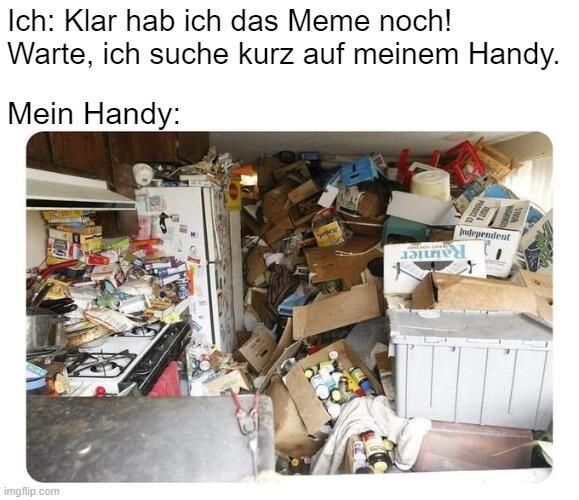 Ich: Klar hab ich das Meme noch!
Warte, ich suche kurz auf meinem Handy.
Mein Handy:
Independent
Rainier
imgflip.com